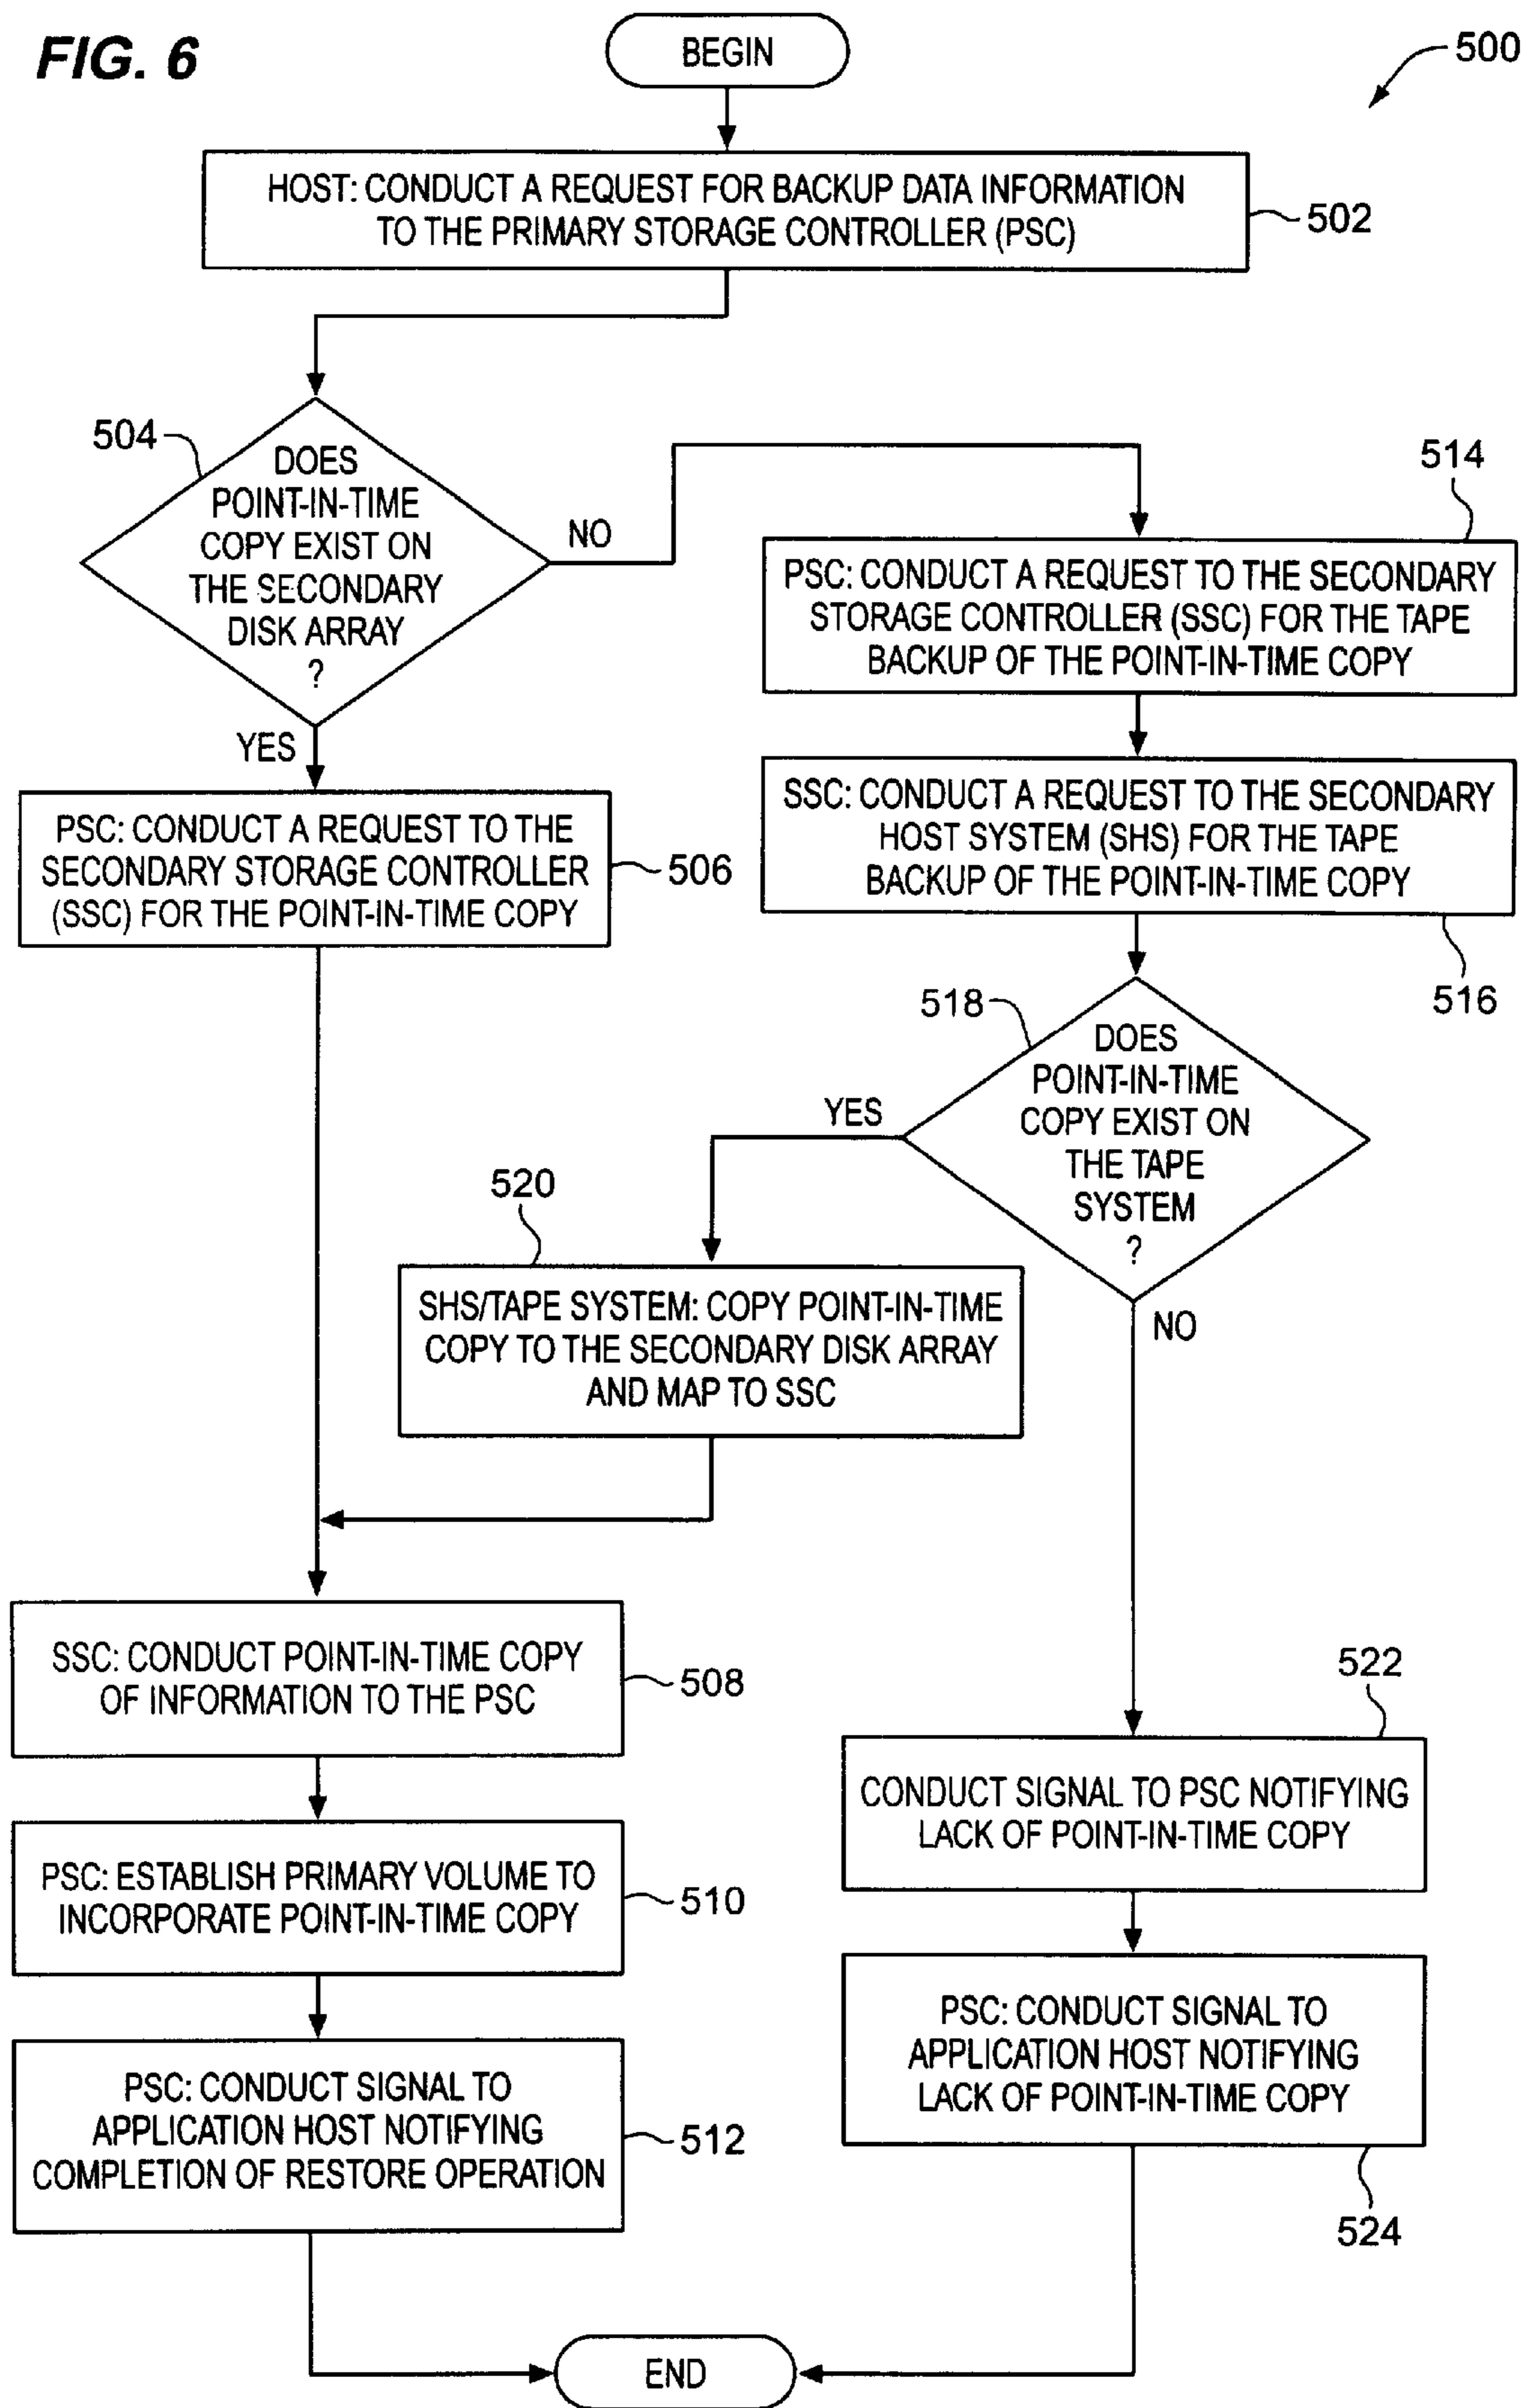 FIG. 6
BEGIN
500
HOST: CONDUCT A REQUEST FOR BACKUP DATA INFORMATION
TO THE PRIMARY STORAGE CONTROLLER (PSC)
502
504
DOES
POINT-IN-TIME
COPY EXIST ON
THE SECONDARY
DISK ARRAY
?
NO
YES
514
PSC: CONDUCT A REQUEST TO THE SECONDARY
STORAGE CONTROLLER (SSC) FOR THE TAPE
BACKUP OF THE POINT-IN-TIME COPY
PSC: CONDUCT A REQUEST TO THE
SECONDARY STORAGE CONTROLLER
(SSC) FOR THE POINT-IN-TIME COPY
506
SSC: CONDUCT A REQUEST TO THE SECONDARY
HOST SYSTEM (SHS) FOR THE TAPE
BACKUP OF THE POINT-IN-TIME COPY
516
518
DOES
POINT-IN-TIME
COPY EXIST ON
THE TAPE
SYSTEM
?
YES
NO
520
SHS/TAPE SYSTEM: COPY POINT-IN-TIME
COPY TO THE SECONDARY DISK ARRAY
AND MAP TO SSC
SSC: CONDUCT POINT-IN-TIME COPY
OF INFORMATION TO THE PSC
508
522
CONDUCT SIGNAL TO PSC NOTIFYING
LACK OF POINT-IN-TIME COPY
PSC: ESTABLISH PRIMARY VOLUME TO
INCORPORATE POINT-IN-TIME COPY
510
PSC: CONDUCT SIGNAL TO
APPLICATION HOST NOTIFYING
LACK OF POINT-IN-TIME COPY
524
PSC: CONDUCT SIGNAL TO
APPLICATION HOST NOTIFYING
COMPLETION OF RESTORE OPERATION
512
END